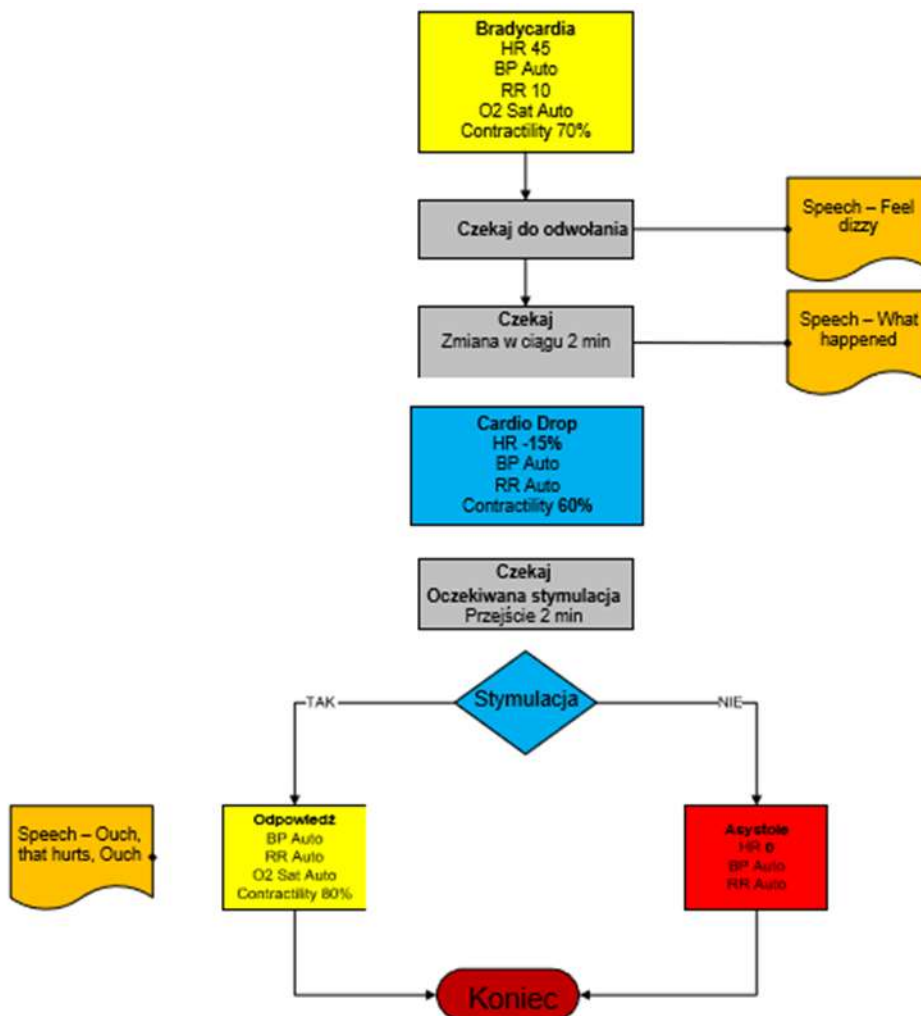 Bradycardia
HR 45
BP Auto
RR 10
O2 Sat Auto
Contractility 70%
Czekaj do odwołania
Speech – Feel
dizzy
Czekaj
Zmiana w ciągu 2 min
Speech – What
happened
Cardio Drop
HR -15%
BP Auto
RR Auto
Contractility 60%
Czekaj
Oczekiwana stymulacja
Przejście 2 min
Stymulacja
TAK
NIE
Speech – Ouch,
that hurts, Ouch
Odpowiedź
BP Auto
RR Auto
O2 Sat Auto
Contractility 80%
Asystole
HR 0
BP Auto
RR Auto
Koniec